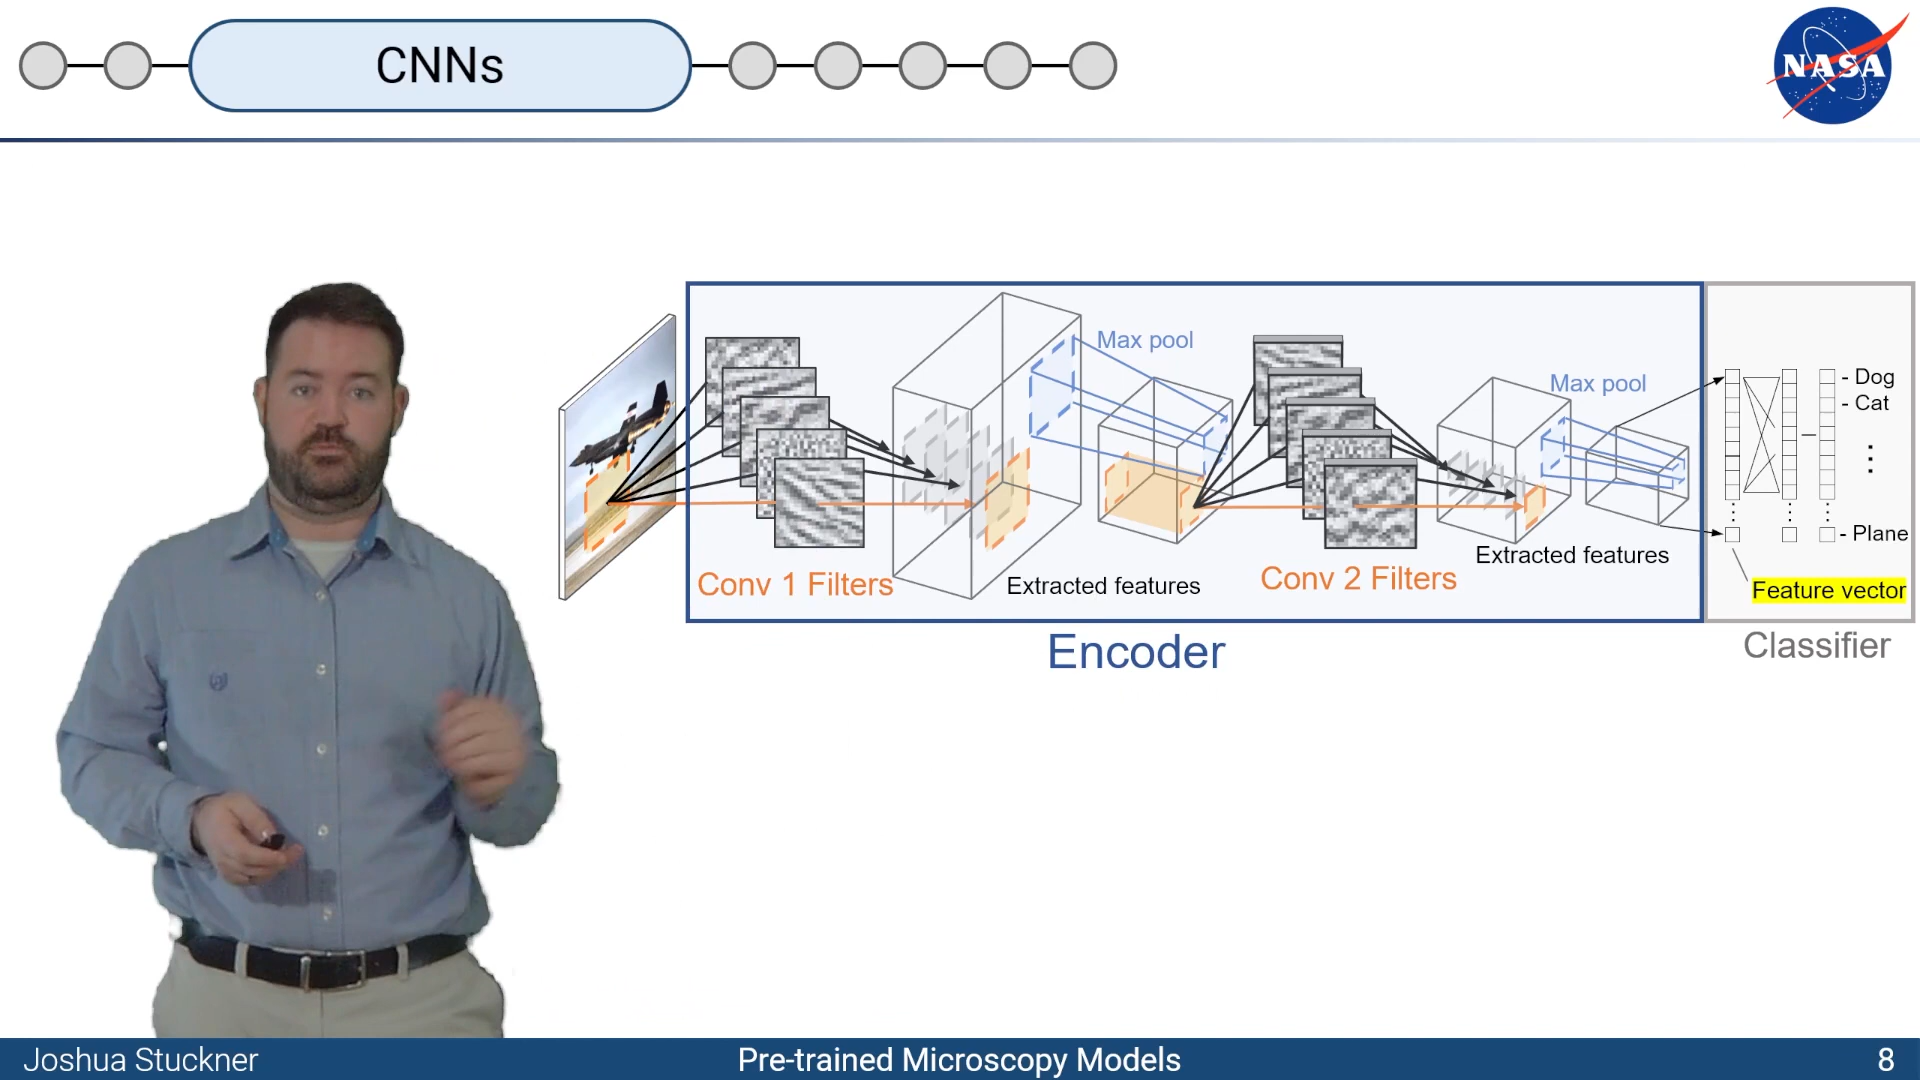 CNNs
NASA
Max pool
Max pool
- Dog
- Cat
- Plane
Conv 1 Filters
Extracted features
Conv 2 Filters
Extracted features
Feature vector
Encoder
Classifier
Joshua Stuckner
Pre-trained Microscopy Models
8